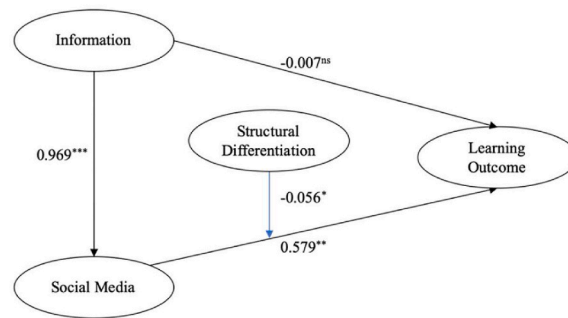 Information
-0.007ns
Structural
Differentiation
Learning
Outcome
0.969***
-0.056*
0.579**
Social Media